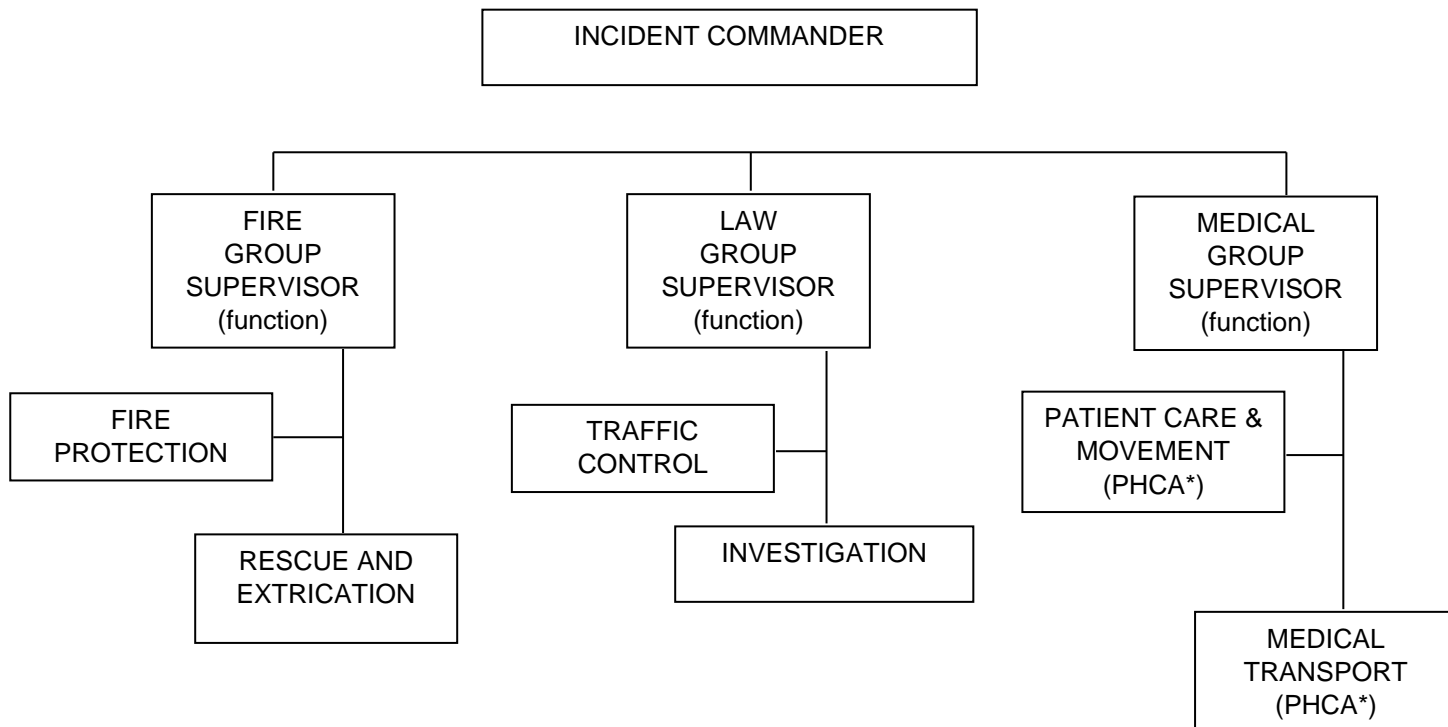 INCIDENT COMMANDER
FIRE
GROUP
SUPERVISOR
(function)
LAW
GROUP
SUPERVISOR
(function)
MEDICAL
GROUP
SUPERVISOR
(function)
FIRE
PROTECTION
TRAFFIC
CONTROL
PATIENT CARE &
MOVEMENT
(PHCA*)
RESCUE AND
EXTRICATION
INVESTIGATION
MEDICAL
TRANSPORT
(PHCA*)